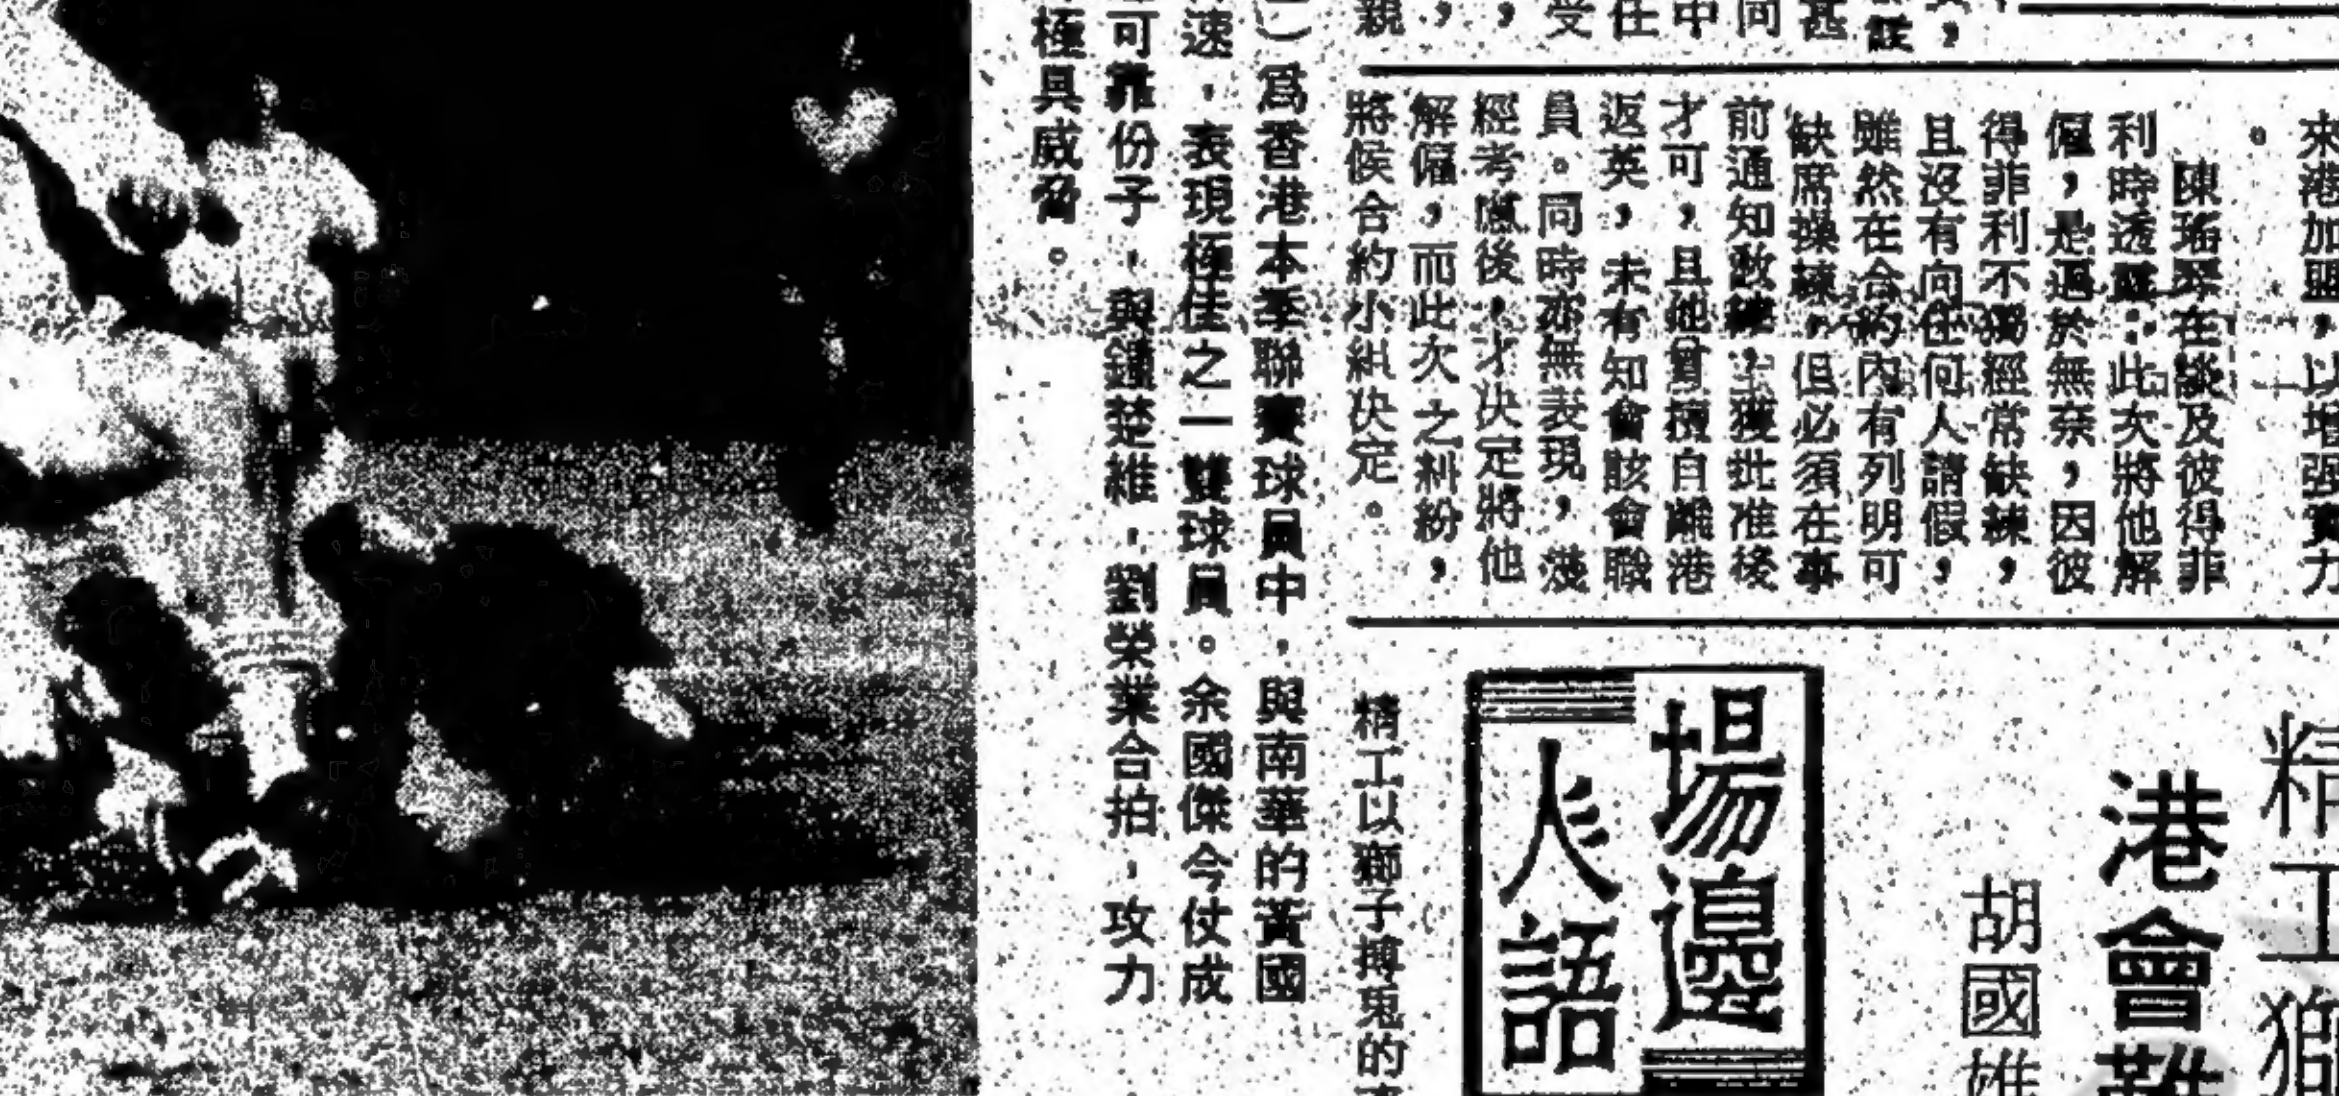 來港加盟，以增强實力
。
陳瑤琴在談及彼得菲
利時透露：此次將他解
僱，是迥於無奈，因彼
得菲利不獨經常缺練，
且沒有向任何人請假，
雖然在合約內有列明可
缺席操練，但必須在事
前通知教練，獲批准後
才可，且他曾擅自離港
返英，未有知會該會職
員。同時亦無表現，幾
經考慮後，才決定將他
解僱，而此次之糾紛，
將候合約小組決定。
爲香港本季聯賽球員中，與南華的黃國
速，表現極佳之一雙球員。余國傑今仗成
可靠份子，與鍾楚維，劉榮業合拍，攻力
極具威脅。
精工獅
港會難
胡國雄
場邊
人語
精工以獅子搏兎的